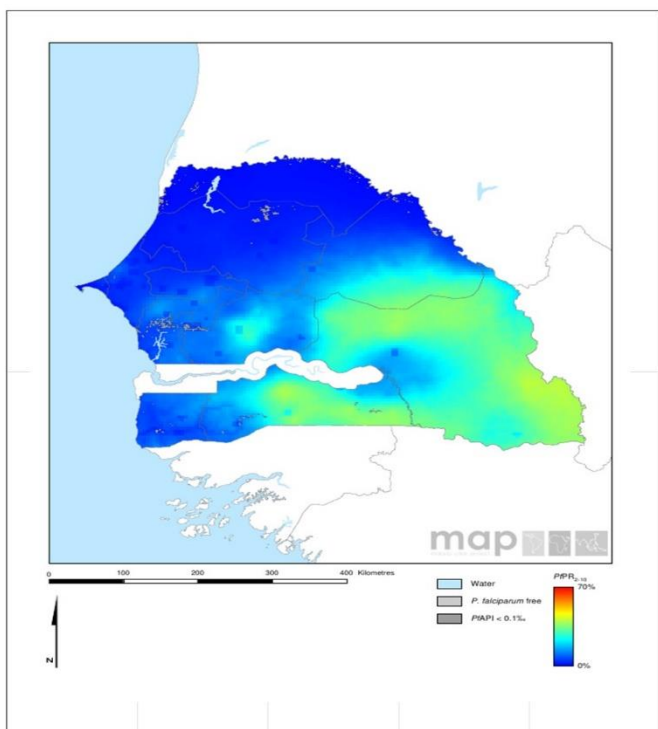 map
0 100 200 300 400 Kilometres
Water
P. falciparum free
PfAPI < 0.1‰
PfPR2-10
70%
0%
N